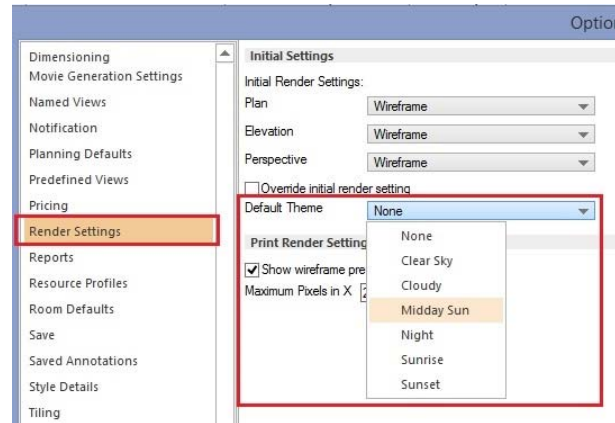 Option
Dimensioning
Movie Generation Settings
Named Views
Notification
Planning Defaults
Predefined Views
Pricing
Render Settings
Reports
Resource Profiles
Room Defaults
Save
Saved Annotations
Style Details
Tiling
Initial Settings
Initial Render Settings:
Plan Wireframe
Elevation Wireframe
Perspective Wireframe
Override initial render setting
Default Theme None
None
Clear Sky
Cloudy
Midday Sun
Night
Sunrise
Sunset
Print Render Setting
Show wireframe pre
Maximum Pixels in X